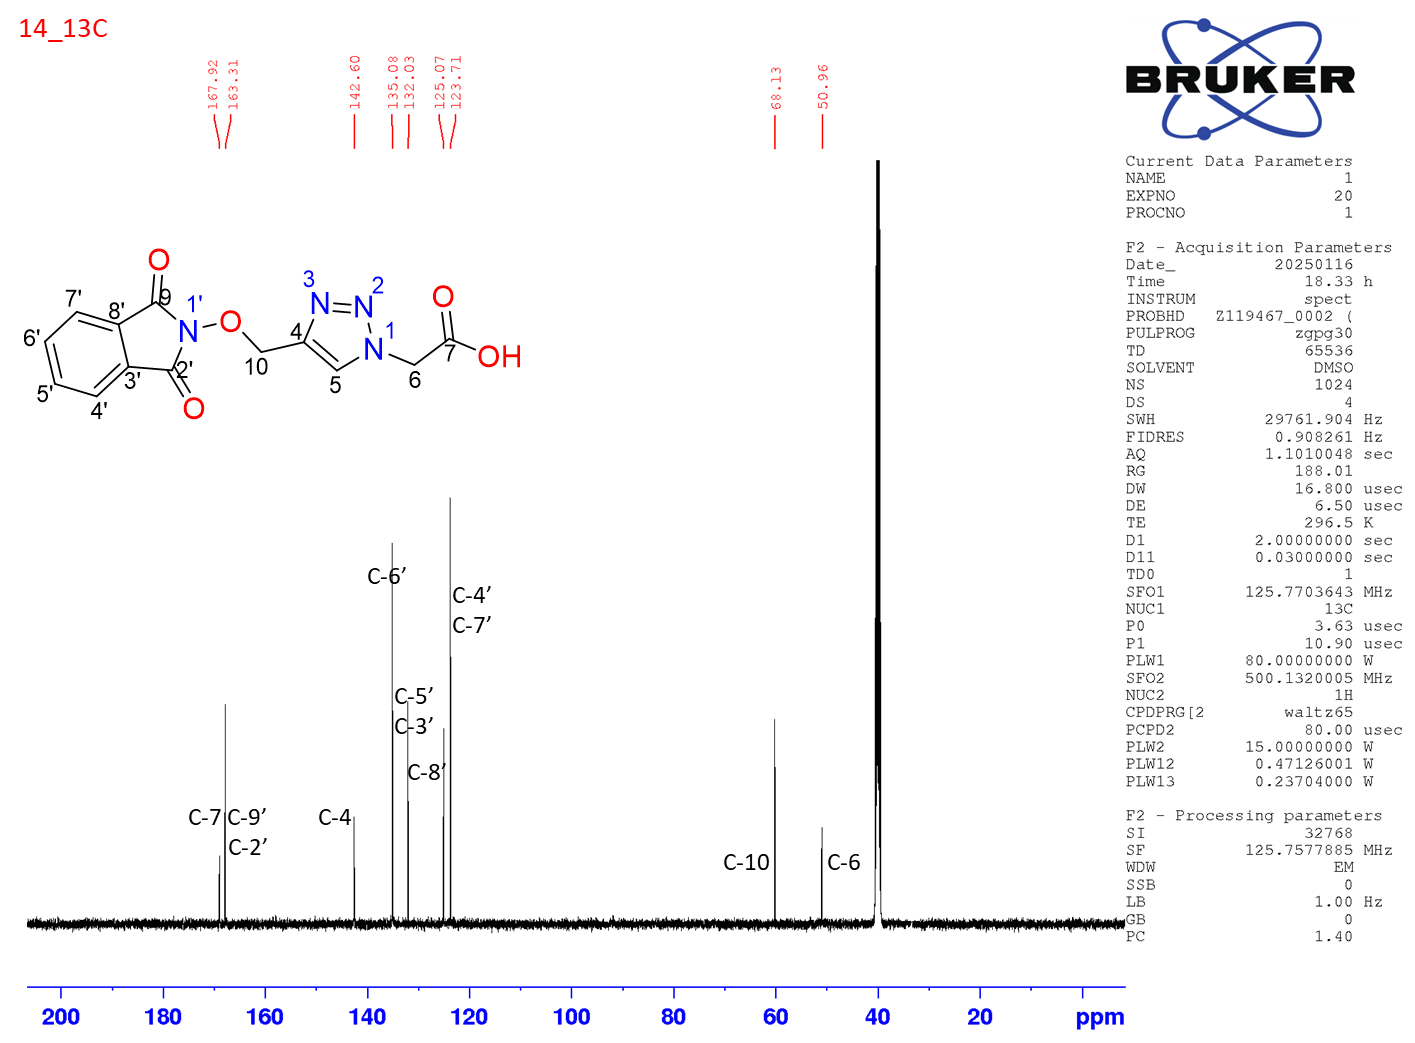 14_13C
167.92
163.31
142.60
135.08
132.03
125.07
123.71
68.13
50.96
BRUKER
O
7'
8'
9
1'
N
O
6'
5'
4'
3'
2'
O
10
4
3
N
N
2
N
1
5
6
O
7
OH
C-6’
C-4’
C-7’
C-5’
C-3’
C-8’
C-7
C-9’
C-2’
C-4
C-10
C-6
200 180 160 140 120 100 80 60 40 20 ppm
Current Data Parameters
NAME 1
EXPNO 20
PROCNO 1
F2 - Acquisition Parameters
Date_ 20250116
Time 18.33 h
INSTRUM spect
PROBHD Z119467_0002 (
PULPROG zgpg30
TD 65536
SOLVENT DMSO
NS 1024
DS 4
SWH 29761.904 Hz
FIDRES 0.908261 Hz
AQ 1.1010048 sec
RG 188.01
DW 16.800 usec
DE 6.50 usec
TE 296.5 K
D1 2.00000000 sec
D11 0.03000000 sec
TD0 1
SFO1 125.7703643 MHz
NUC1 13C
P0 3.63 usec
P1 10.90 usec
PLW1 80.00000000 W
SFO2 500.1320005 MHz
NUC2 1H
CPDPRG[2 waltz65
PCPD2 80.00 usec
PLW2 15.00000000 W
PLW12 0.47126001 W
PLW13 0.23704000 W
F2 - Processing parameters
SI 32768
SF 125.7577885 MHz
WDW EM
SSB 0
LB 1.00 Hz
GB 0
PC 1.40